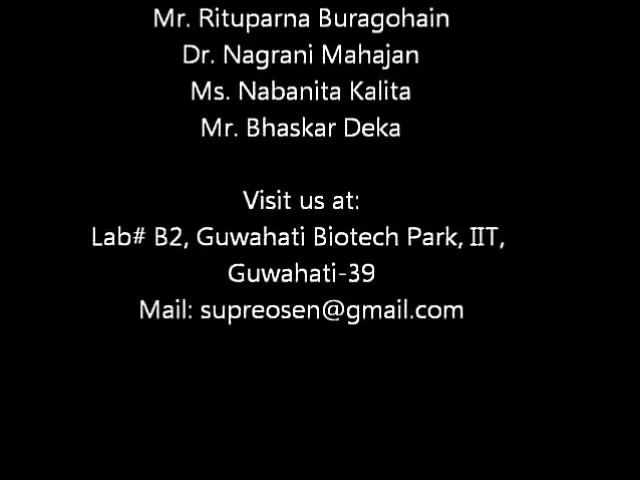 Mr. Rituparna Buragohain
Dr. Nagrani Mahajan
Ms. Nabanita Kalita
Mr. Bhaskar Deka
Visit us at:
Lab# B2, Guwahati Biotech Park, IIT,
Guwahati-39
Mail: supreosen@gmail.com